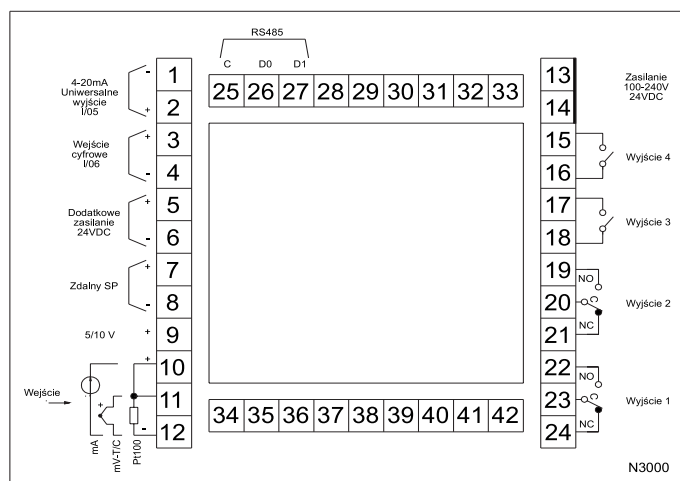 RS485
C D0 D1
4-20mA
Uniwersalne
wyjście
I/05
- 1
+ 2
Wejście
cyfrowe
I/06
+ 3
- 4
Dodatkowe
zasilanie
24VDC
+ 5
- 6
Zdalny SP
+ 7
- 8
5/10 V + 9
+ 10
11
- 12
Wejście
+
mA
mV-T/C
Pt100
25 26 27 28 29 30 31 32 33
34 35 36 37 38 39 40 41 42
13
14
Zasilanie
100-240V
24VDC
15
16
Wyjście 4
17
18
Wyjście 3
19 NO
20 C
21 NC
Wyjście 2
22 NO
23 C
24 NC
Wyjście 1
N3000